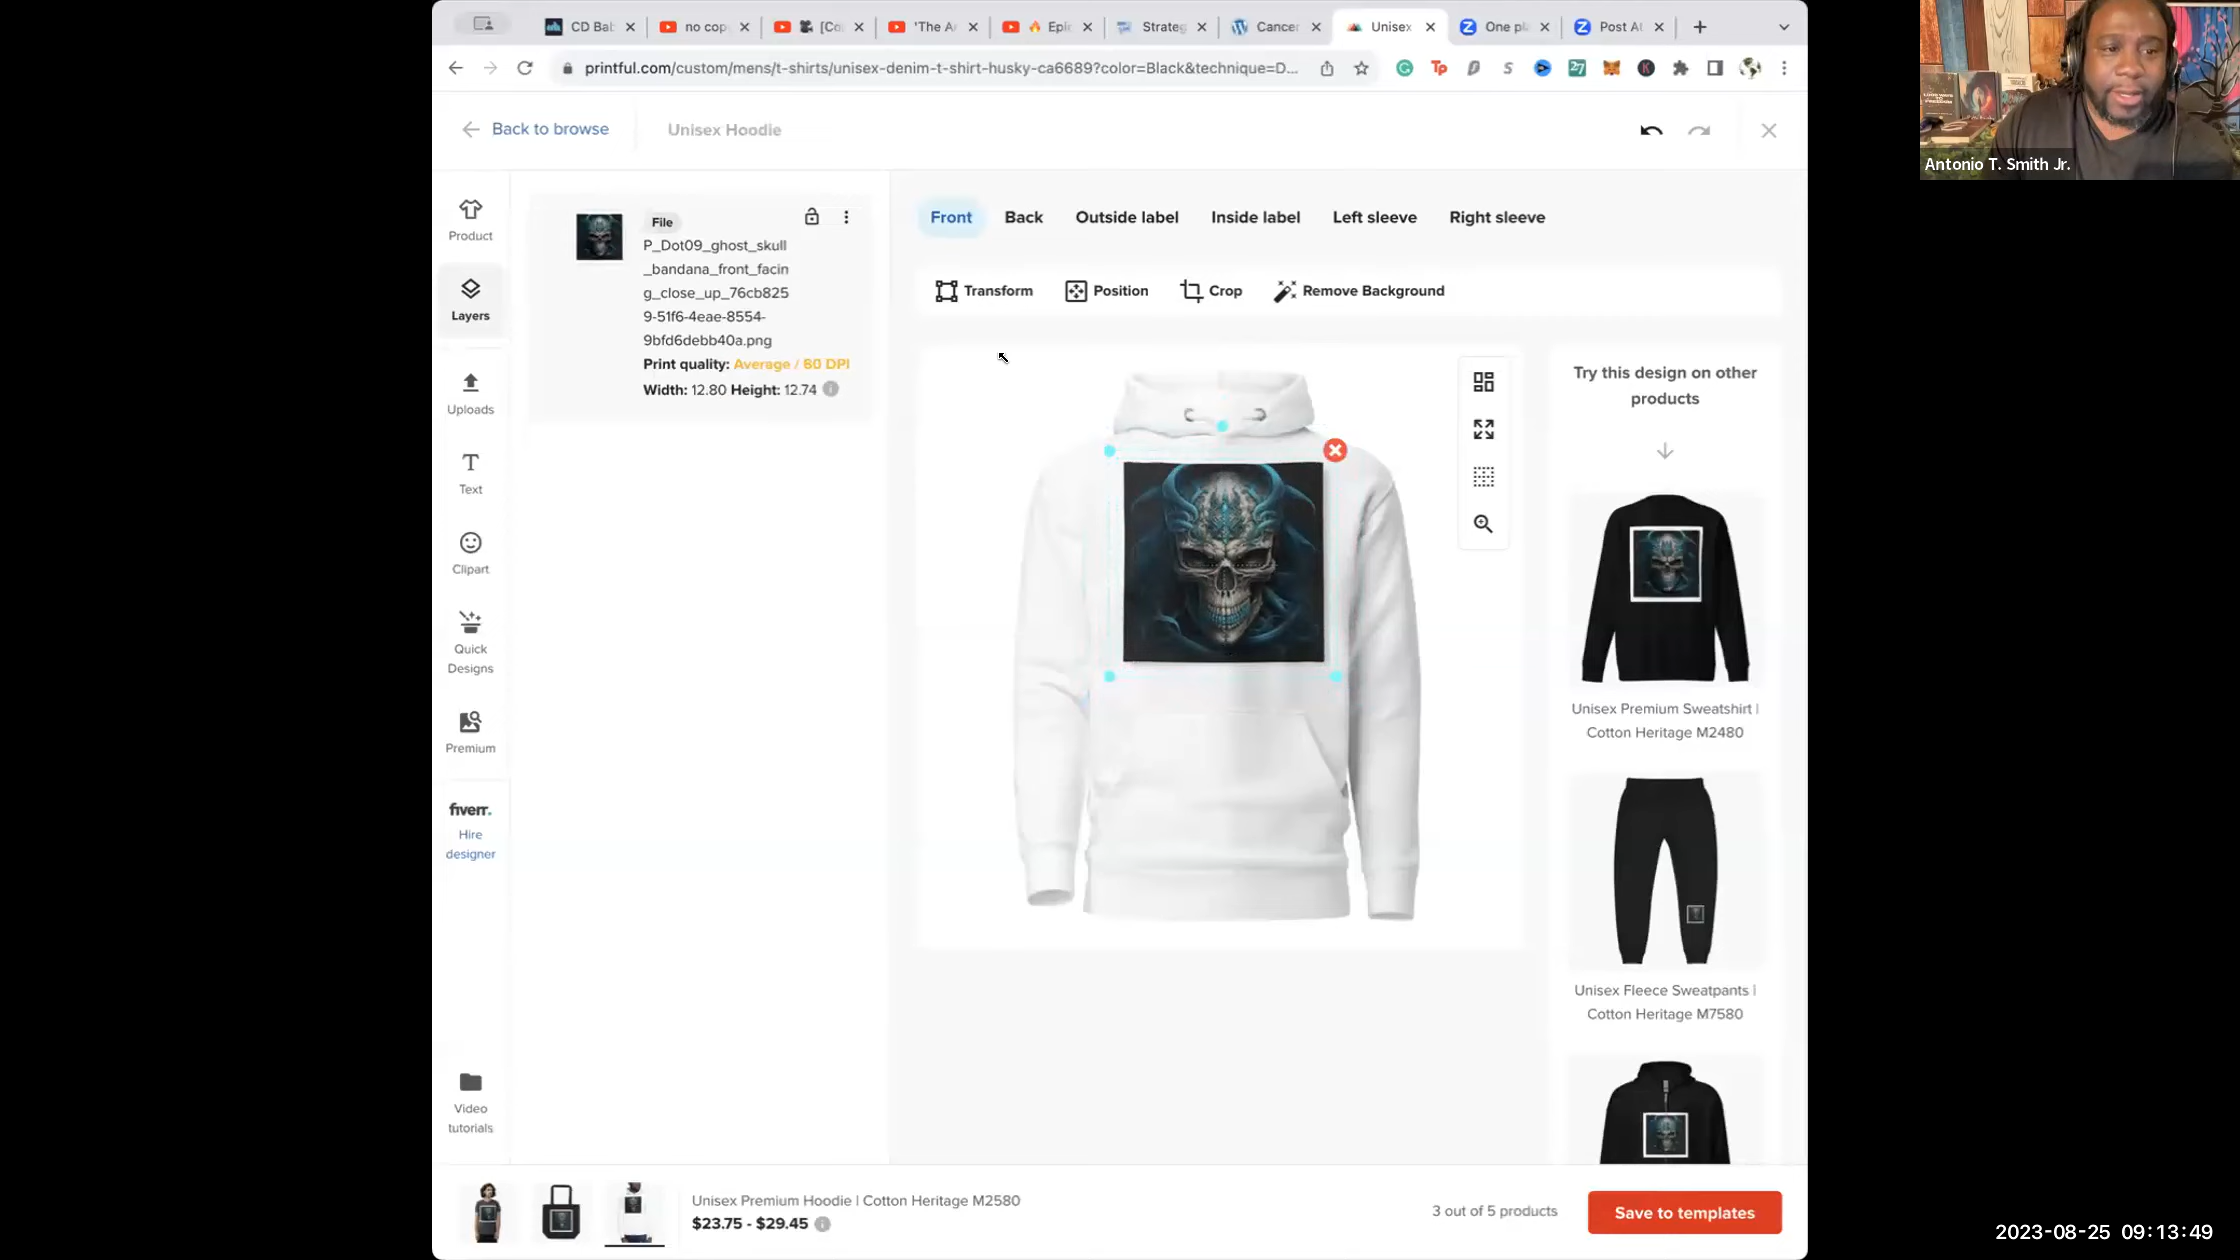 CD Bab
no cop
[Co
'The Ar
Epic
Strateg
Cancer
Unisex
One pl
Post A
printful.com/custom/mens/t-shirts/unisex-denim-t-shirt-husky-ca6689?color=Black&technique=D...
Back to browse
Unisex Hoodie
Product
Layers
Uploads
Text
Clipart
Quick
Designs
Premium
fiverr.
Hire
designer
Video
tutorials
File
P_Dot09_ghost_skull
_bandana_front_facin
g_close_up_76cb825
9-51f6-4eae-8554-
9bfd6debb40a.png
Print quality: Average / 80 DPI
Width: 12.80 Height: 12.74
Front Back Outside label Inside label Left sleeve Right sleeve
Transform Position Crop Remove Background
Try this design on other
products
Unisex Premium Sweatshirt |
Cotton Heritage M2480
Unisex Fleece Sweatpants |
Cotton Heritage M7580
Unisex Premium Hoodie | Cotton Heritage M2580
$23.75 - $29.45
3 out of 5 products
Save to templates
Antonio T. Smith Jr.
2023-08-25 09:13:49